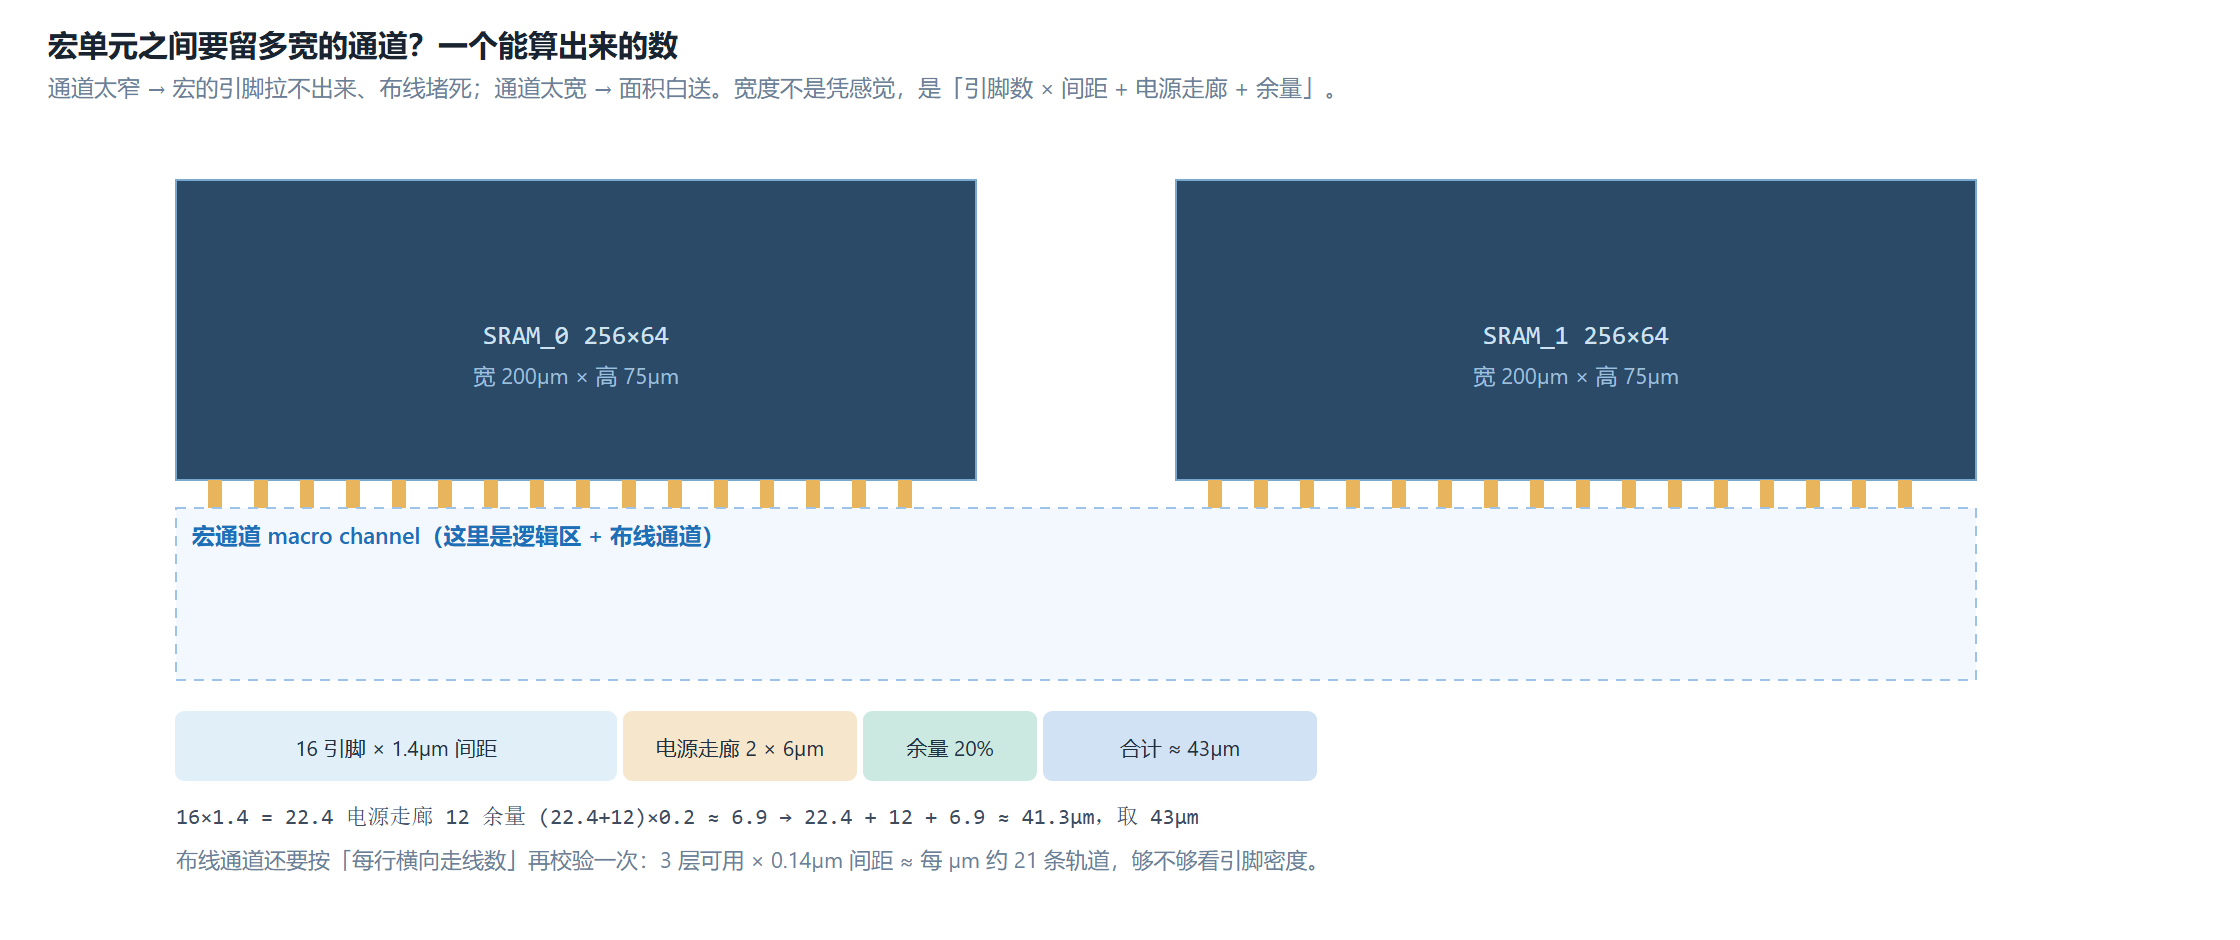 宏单元之间要留多宽的通道？一个能算出来的数
通道太窄 → 宏的引脚拉不出来、布线堵死；通道太宽 → 面积白送。宽度不是凭感觉，是「引脚数 × 间距 + 电源走廊 + 余量」。
SRAM_0 256×64
宽 200μm × 高 75μm
SRAM_1 256×64
宽 200μm × 高 75μm
宏通道 macro channel（这里是逻辑区 + 布线通道）
16 引脚 × 1.4μm 间距
电源走廊 2 × 6μm
余量 20%
合计 ≈ 43μm
16×1.4 = 22.4 电源走廊 12 余量 (22.4+12)×0.2 ≈ 6.9 → 22.4 + 12 + 6.9 ≈ 41.3μm，取 43μm
布线通道还要按「每行横向走线数」再校验一次：3 层可用 × 0.14μm 间距 ≈ 每 μm 约 21 条轨道，够不够看引脚密度。